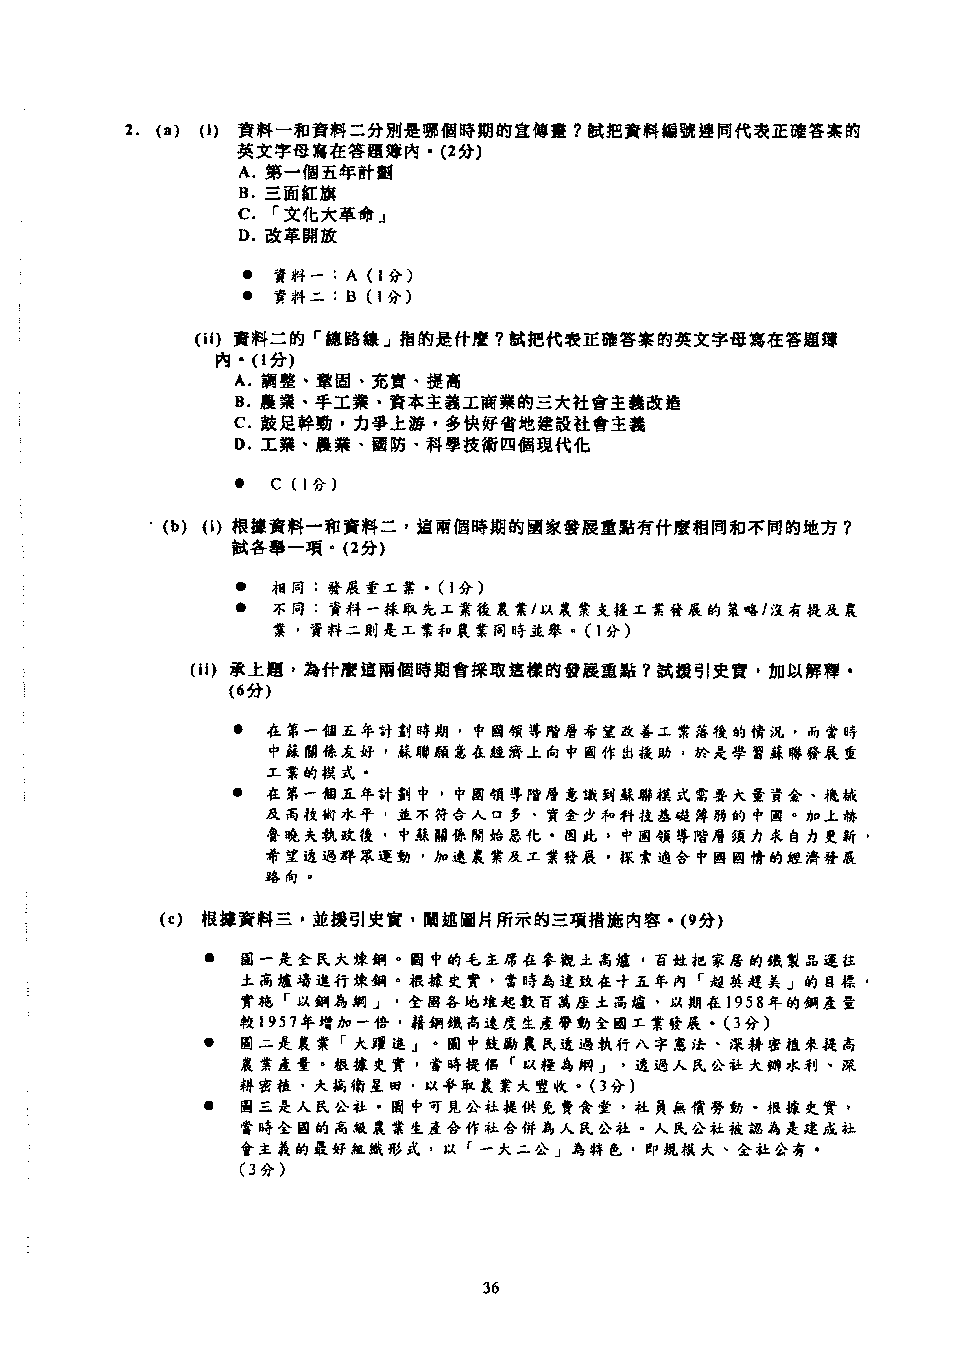 2. (a) (i) 資料一和資料二分別是哪個時期的宣傳畫？試把資料編號連同代表正確答案的
英文字母寫在答題簿內。(2分)
A. 第一個五年計劃
B. 三面紅旗
C. 「文化大革命」
D. 改革開放
● 資料一：A（1分）
● 資料二：B（1分）
(ii) 資料二的「總路線」指的是什麼？試把代表正確答案的英文字母寫在答題簿
內。(1分)
A. 調整、鞏固、充實、提高
B. 農業、手工業、資本主義工商業的三大社會主義改造
C. 鼓足幹勁，力爭上游，多快好省地建設社會主義
D. 工業、農業、國防、科學技術四個現代化
● C（1分）
(b) (i) 根據資料一和資料二，這兩個時期的國家發展重點有什麼相同和不同的地方？
試各舉一項。(2分)
● 相同：發展重工業。(1分)
● 不同：資料一採取先工業後農業/以農業支援工業發展的策略/沒有提及農
業，資料二則是工業和農業同時並舉。(1分)
(ii) 承上題，為什麼這兩個時期會採取這樣的發展重點？試援引史實，加以解釋。
(6分)
● 在第一個五年計劃時期，中國領導階層希望改善工業落後的情況，而當時
中蘇關係友好，蘇聯願意在經濟上向中國作出援助，於是學習蘇聯發展重
工業的模式。
● 在第一個五年計劃中，中國領導階層意識到蘇聯模式需要大量資金、機械
及高技術水平，並不符合人口多、資金少和科技基礎薄弱的中國。加上赫
魯曉夫執政後，中蘇關係開始惡化。因此，中國領導階層須力求自力更新，
希望透過群眾運動，加速農業及工業發展，探索適合中國國情的經濟發展
路向。
(c) 根據資料三，並援引史實，闡述圖片所示的三項措施內容。(9分)
● 圖一是全民大煉鋼。圖中的毛主席在參觀土高爐，百姓把家居的鐵製品運往
土高爐場進行煉鋼。根據史實，當時為達致在十五年內「超英趕美」的目標，
實施「以鋼為綱」，全國各地堆起數百萬座土高爐，以期在1958年的鋼產量
較1957年增加一倍，藉鋼鐵高速度生產帶動全國工業發展。(3分)
● 圖二是農業「大躍進」。圖中鼓勵農民透過執行八字憲法、深耕密植來提高
農業產量。根據史實，當時提倡「以糧為綱」，透過人民公社大辦水利、深
耕密植，大搞衛星田，以爭取農業大豐收。(3分)
● 圖三是人民公社。圖中可見公社提供免費食堂，社員無償勞動。根據史實，
當時全國的高級農業生產合作社合併為人民公社。人民公社被認為是建成社
會主義的最好組織形式，以「一大二公」為特色，即規模大、全社公有。
(3分)
36